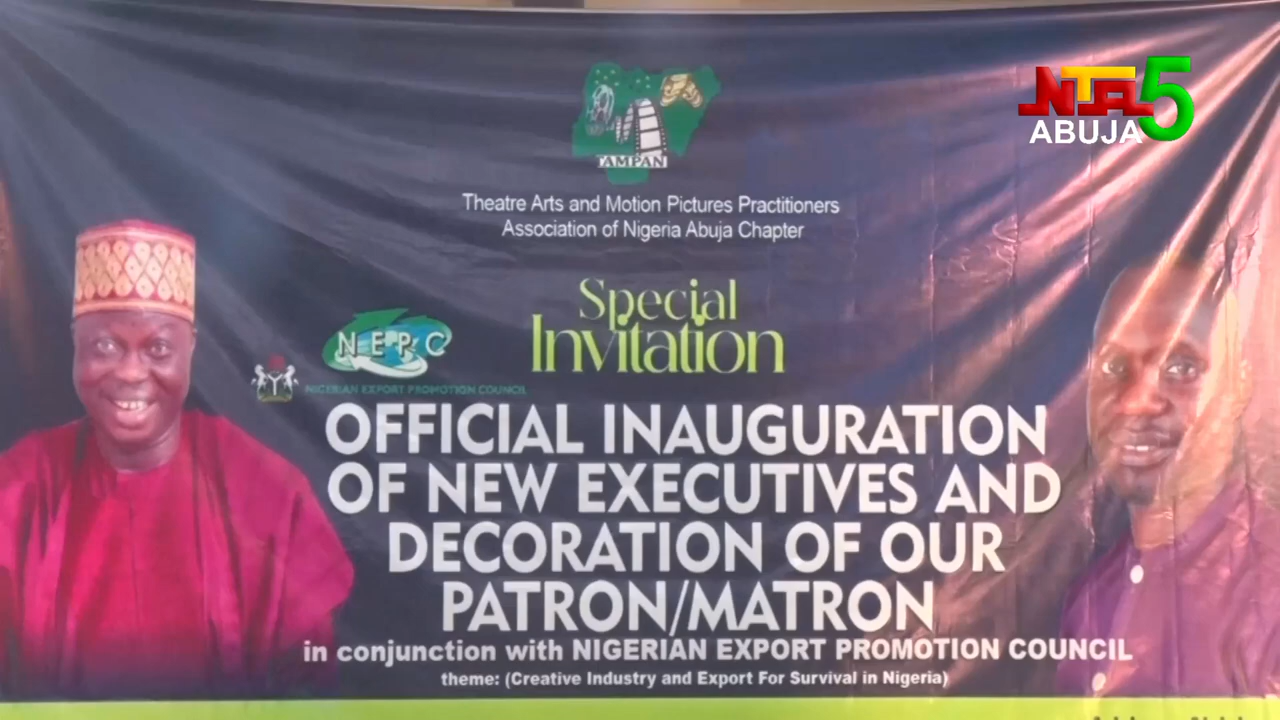 NTA 5
ABUJA
TAMPAN
Theatre Arts and Motion Pictures Practitioners
Association of Nigeria Abuja Chapter
Special
Invitation
NEPC
NIGERIAN EXPORT PROMOTION COUNCIL
OFFICIAL INAUGURATION
OF NEW EXECUTIVES AND
DECORATION OF OUR
PATRON/MATRON
in conjunction with NIGERIAN EXPORT PROMOTION COUNCIL
theme: (Creative Industry and Export For Survival in Nigeria)